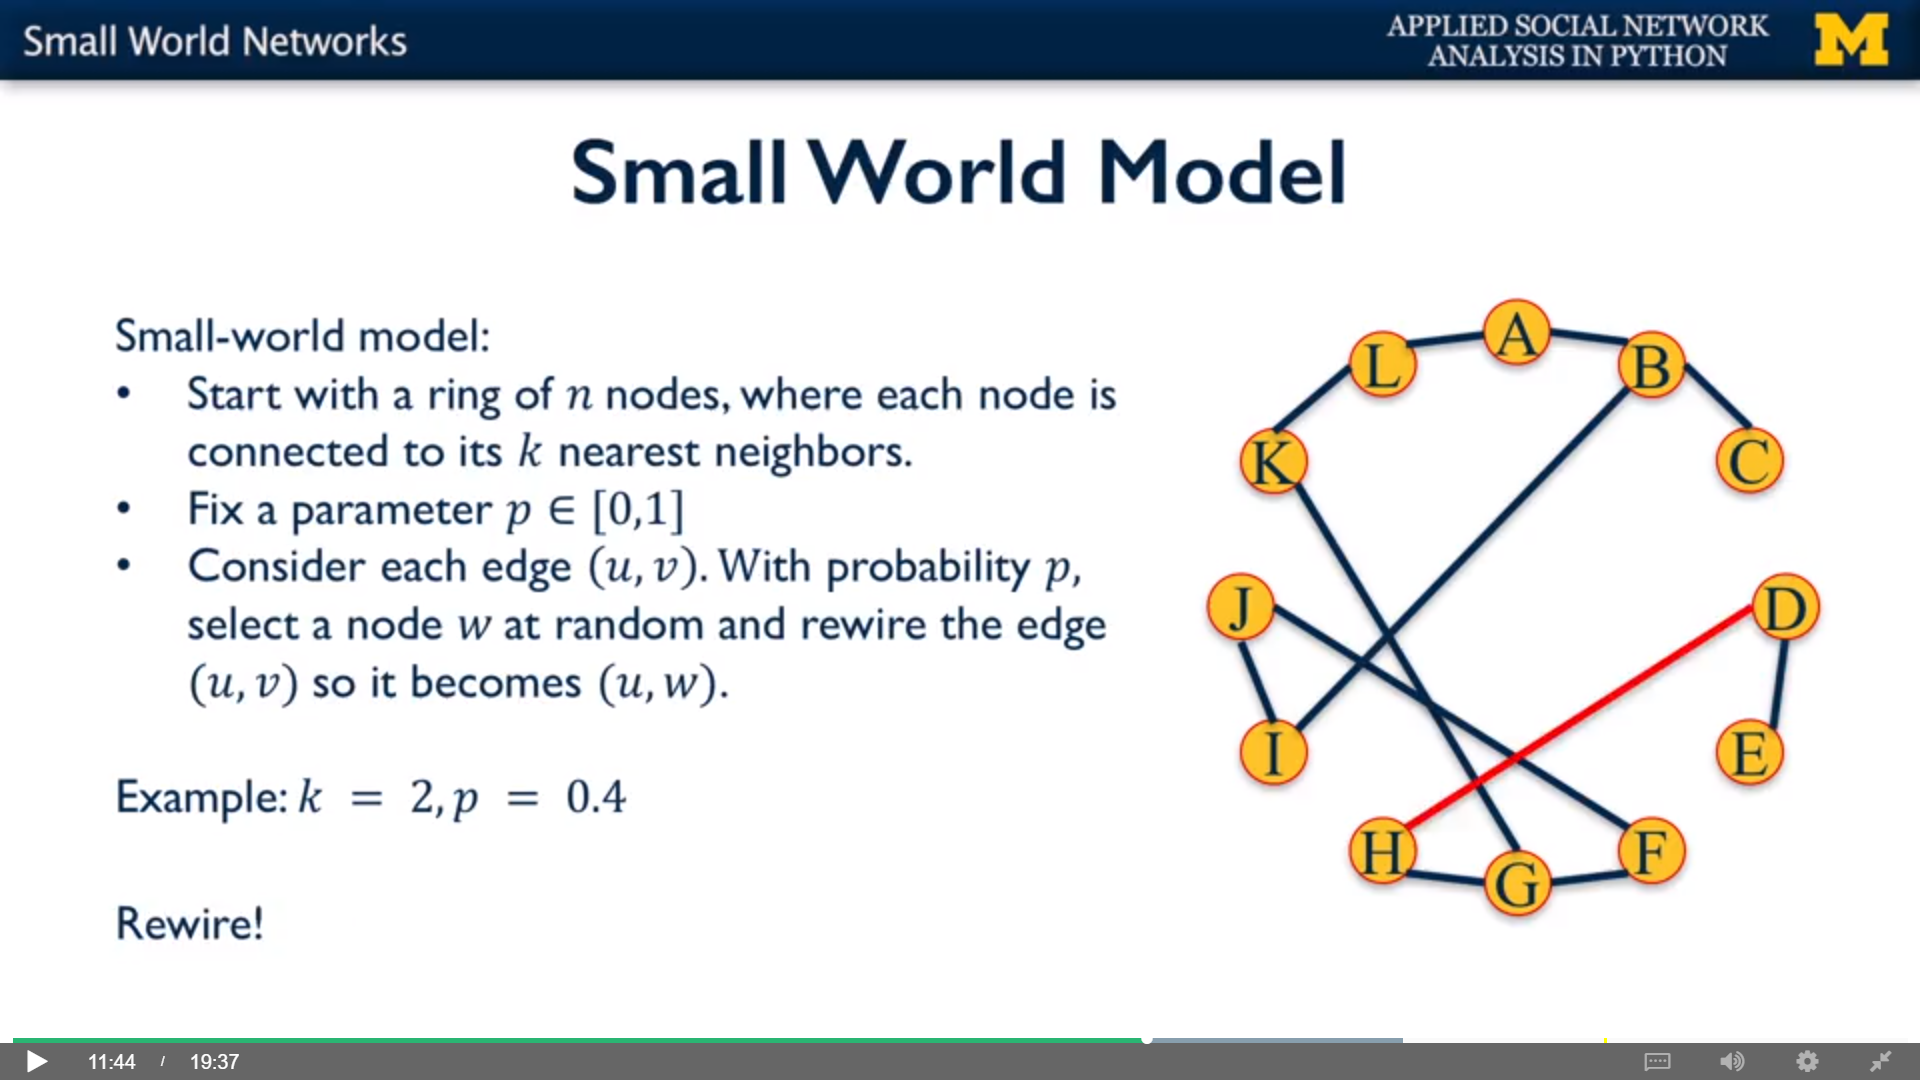 Small World Networks
APPLIED SOCIAL NETWORK
ANALYSIS IN PYTHON
M
Small World Model
Small-world model:
• Start with a ring of n nodes, where each node is
connected to its k nearest neighbors.
• Fix a parameter p ∈ [0,1]
• Consider each edge (u, v). With probability p,
select a node w at random and rewire the edge
(u, v) so it becomes (u, w).
Example: k = 2, p = 0.4
Rewire!
A
L
B
K
C
J
D
I
E
H
F
G
11:44 / 19:37